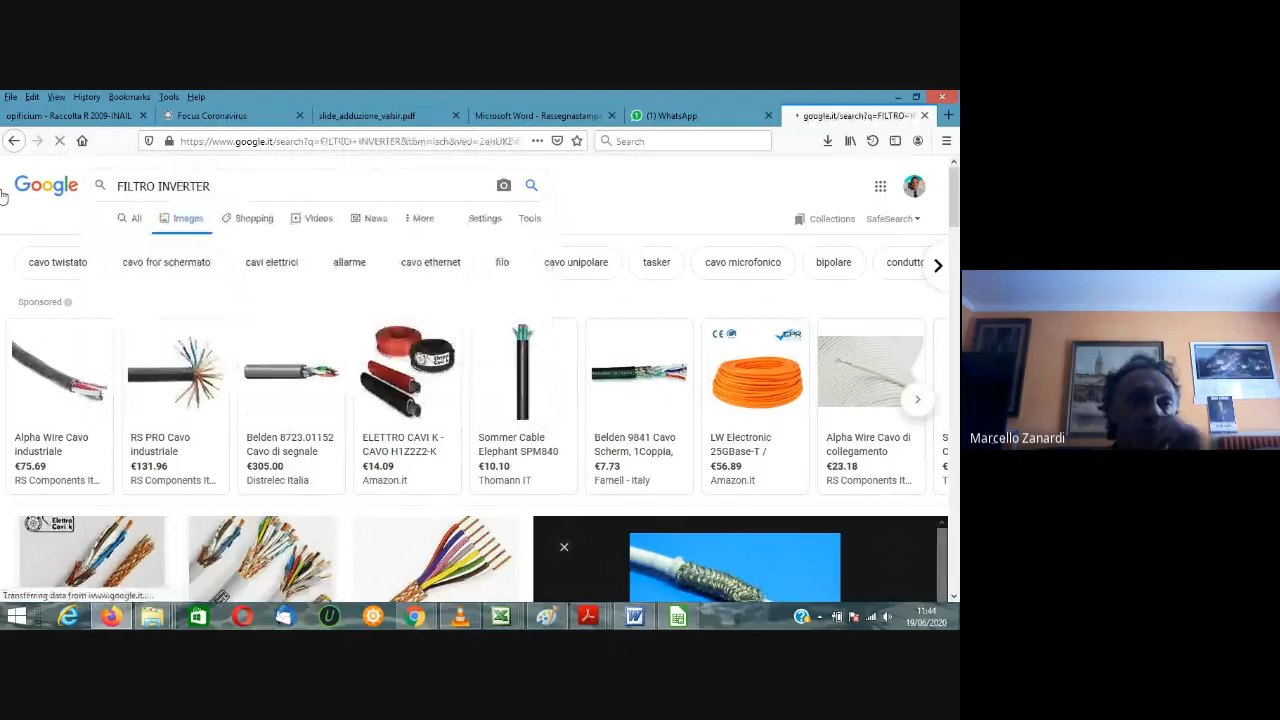 File Edit View History Bookmarks Tools Help
opificium - Raccolta R 2009-INAIL
Focus Coronavirus
slide_adduzione_valsir.pdf
Microsoft Word - Rassegnastampa
(1) WhatsApp
google.it/search?q=FILTRO+
Search
Google
FILTRO INVERTER
All Images Shopping Videos News More Settings Tools Collections SafeSearch
cavo twistato cavo fror schermato cavi elettrici allarme cavo ethernet filo cavo unipolare tasker cavo microfonico bipolare conduttc
Sponsored
Alpha Wire Cavo
industriale
€75.69
RS Components It...
RS PRO Cavo
industriale
€131.96
RS Components It...
Belden 8723.01152
Cavo di segnale
€305.00
Distrelec Italia
ELETTRO CAVI K -
CAVO H1Z2Z2-K
€14.09
Amazon.it
Sommer Cable
Elephant SPM840
€10.10
Thomann IT
Belden 9841 Cavo
Scherm, 1Coppia,
€7.73
Farnell - Italy
CPR
LW Electronic
25GBase-T /
€56.89
Amazon.it
Alpha Wire Cavo di
collegamento
€23.18
RS Components It...
S
C
€
T
Elettro
Cavi K
Transferring data from www.google.it...
11:44
19/06/2020
Marcello Zanardi